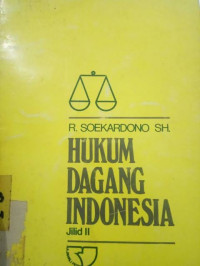 R. SOEKARDONO SH.
HUKUM
DAGANG
INDONESIA
Jilid II